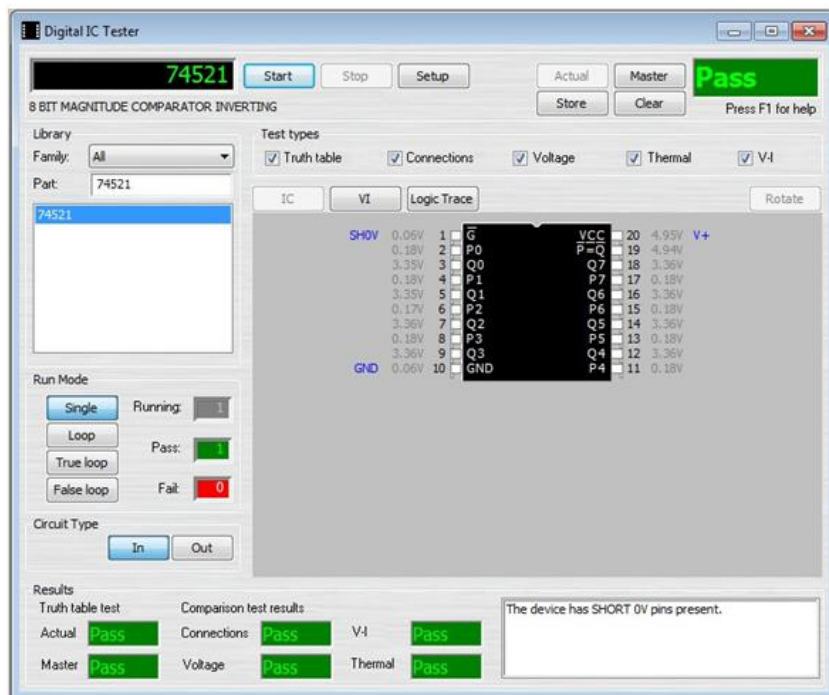 Digital IC Tester
74521
Start
Stop
Setup
Actual
Master
Store
Clear
Pass
8 BIT MAGNITUDE COMPARATOR INVERTING
Press F1 for help
Library
Family: All
Part: 74521
74521
Test types
Truth table
Connections
Voltage
Thermal
V-I
IC
VI
Logic Trace
Rotate
SH0V 0.06V 1 G VCC 20 4.95V V+
0.18V 2 P0 P=Q 19 4.94V
3.35V 3 Q0 Q7 18 3.36V
0.18V 4 P1 P7 17 0.18V
3.35V 5 Q1 Q6 16 3.36V
0.17V 6 P2 P6 15 0.18V
3.36V 7 Q2 Q5 14 3.36V
0.18V 8 P3 P5 13 0.18V
3.36V 9 Q3 Q4 12 3.36V
GND 0.06V 10 GND P4 11 0.18V
Run Mode
Single
Loop
True loop
False loop
Running: 1
Pass: 1
Fail: 0
Circuit Type
In
Out
Results
Truth table test
Actual Pass
Master Pass
Comparison test results
Connections Pass
Voltage Pass
V-I Pass
Thermal Pass
The device has SHORT 0V pins present.